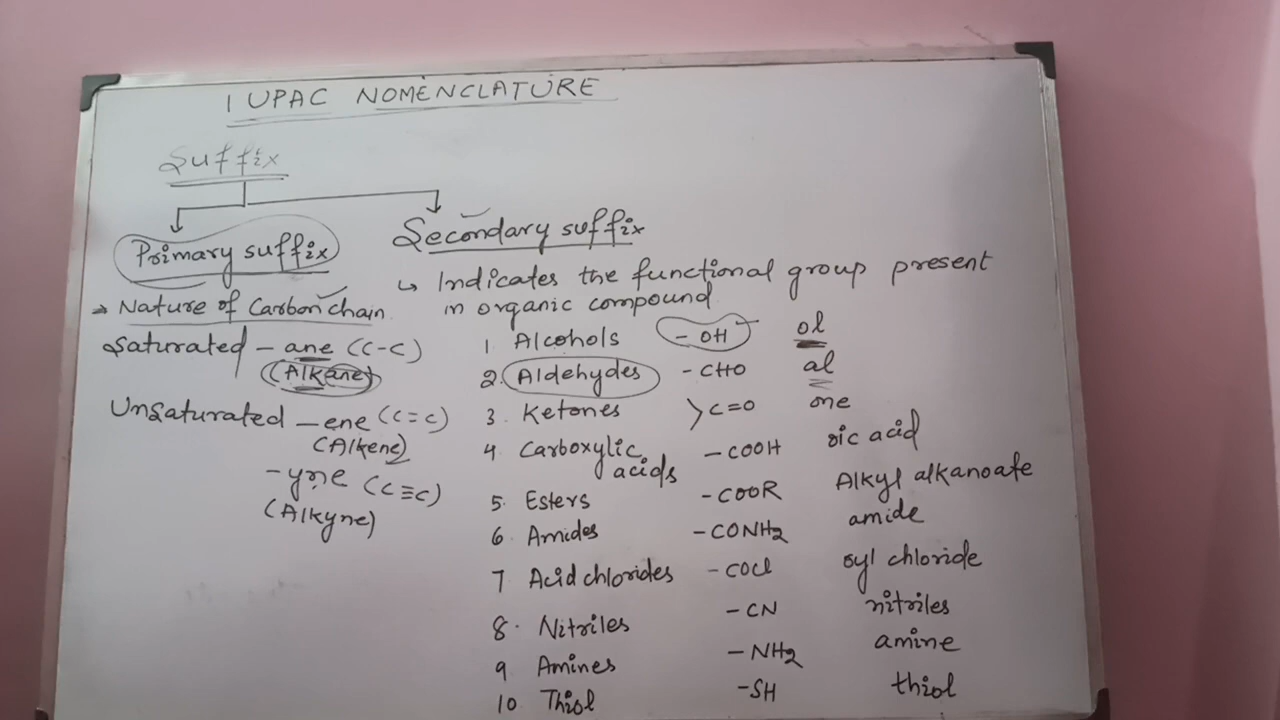 IUPAC NOMENCLATURE
Suffix
Primary suffix
→ Nature of Carbon chain
Saturated - ane (C-C)
(Alkane)
Unsaturated - ene (C=C)
(Alkene)
- yne (C≡C)
(Alkyne)
Secondary suffix
↳ Indicates the functional group present
in organic compound
1 Alcohols - OH ol
2. Aldehydes - CHO al
3. Ketones >C=O one
4 Carboxylic - COOH oic acid
acids
5. Esters - COOR Alkyl alkanoate
6. Amides - CONH2 amide
7 Acid chlorides - COCl oyl chloride
8. Nitriles - CN nitriles
9 Amines - NH2 amine
10 Thiol - SH thiol